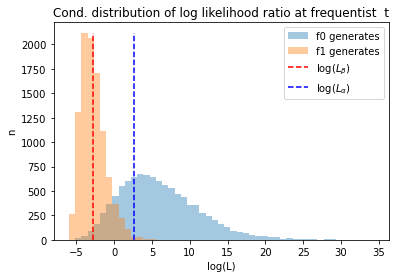 Cond. distribution of log likelihood ratio at frequentist  t
f0 generates
f1 generates
log(L_β)
log(L_α)
n
2000
1750
1500
1250
1000
750
500
250
0
−5 0 5 10 15 20 25 30 35
log(L)